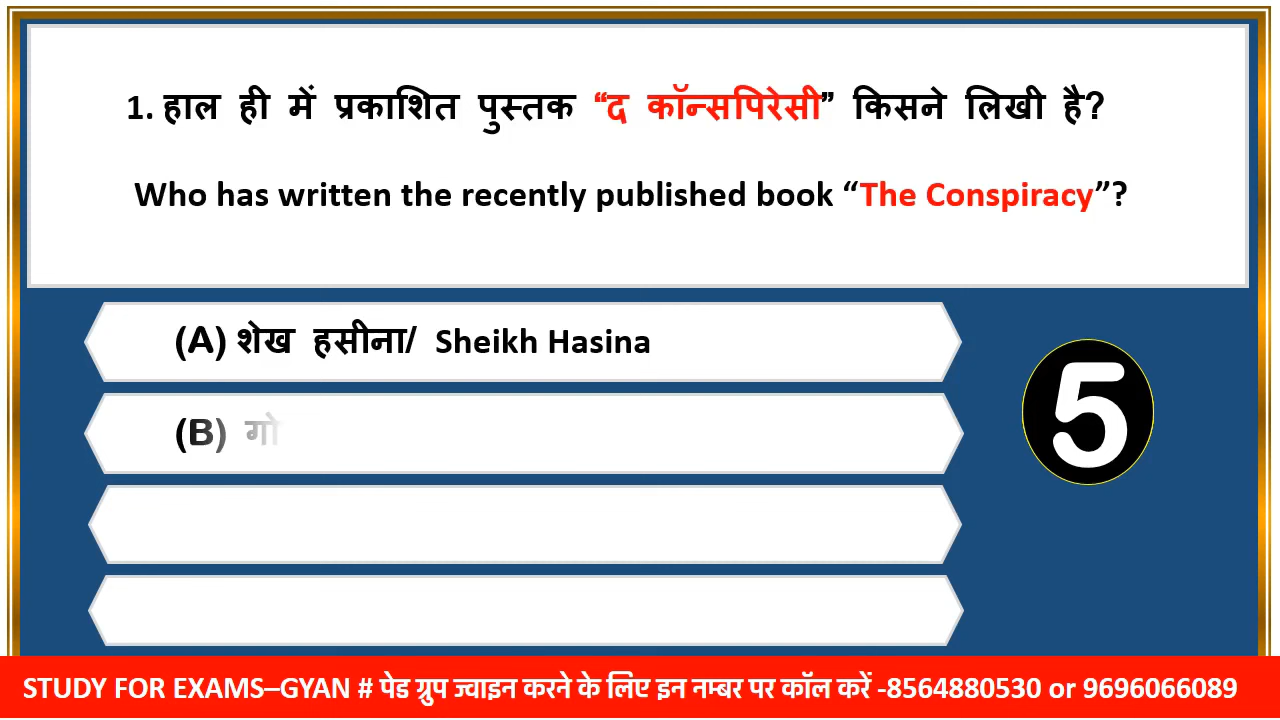 1. हाल ही में प्रकाशित पुस्तक “द कॉन्सपिरेसी” किसने लिखी है?
Who has written the recently published book “The Conspiracy”?
(A) शेख हसीना/ Sheikh Hasina
(B)
5
STUDY FOR EXAMS–GYAN # पेड ग्रुप ज्वाइन करने के लिए इन नम्बर पर कॉल करें -8564880530 or 9696066089